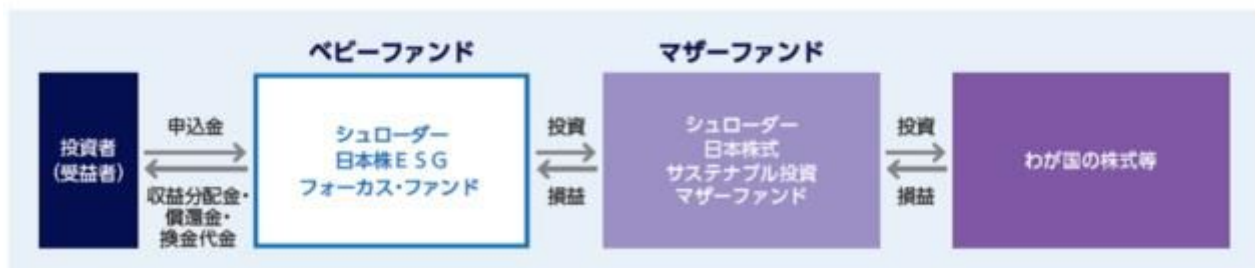 ベビーファンド
マザーファンド
投資者
(受益者)
申込金
収益分配金・
償還金・
換金代金
シュローダー
日本株ESG
フォーカス・ファンド
投資
損益
シュローダー
日本株式
サステナブル投資
マザーファンド
投資
損益
わが国の株式等